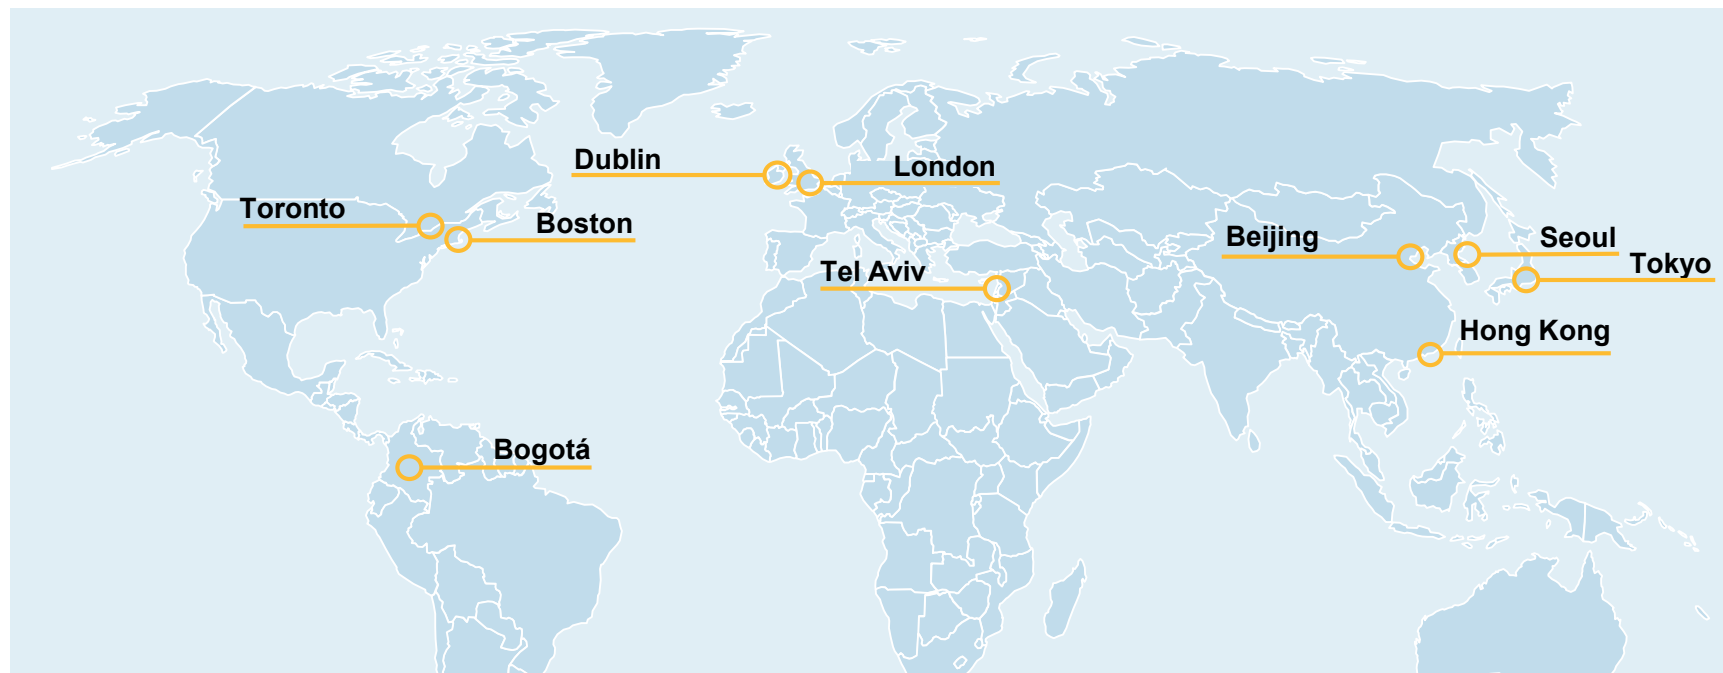 Dublin
London
Toronto
Boston
Beijing
Seoul
Tokyo
Tel Aviv
Hong Kong
Bogotá